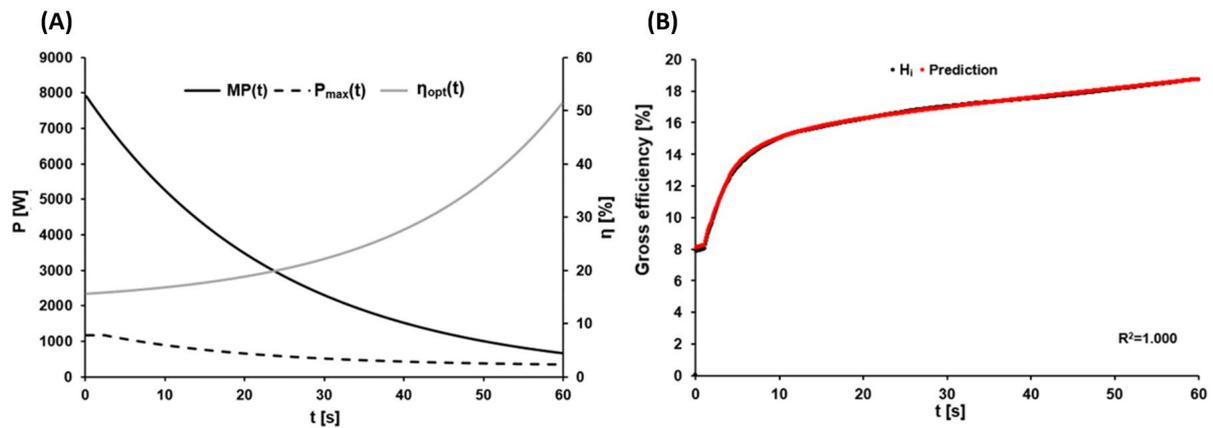 (A)
9000
8000
7000
6000
5000
4000
3000
2000
1000
0
P [W]
MP(t) Pmax(t) ηopt(t)
60
50
40
30
20
10
0
η [%]
0 10 20 30 40 50 60
t [s]
(B)
20
18
16
14
12
10
8
6
4
2
0
Gross efficiency [%]
Hi Prediction
R²=1.000
0 10 20 30 40 50 60
t [s]